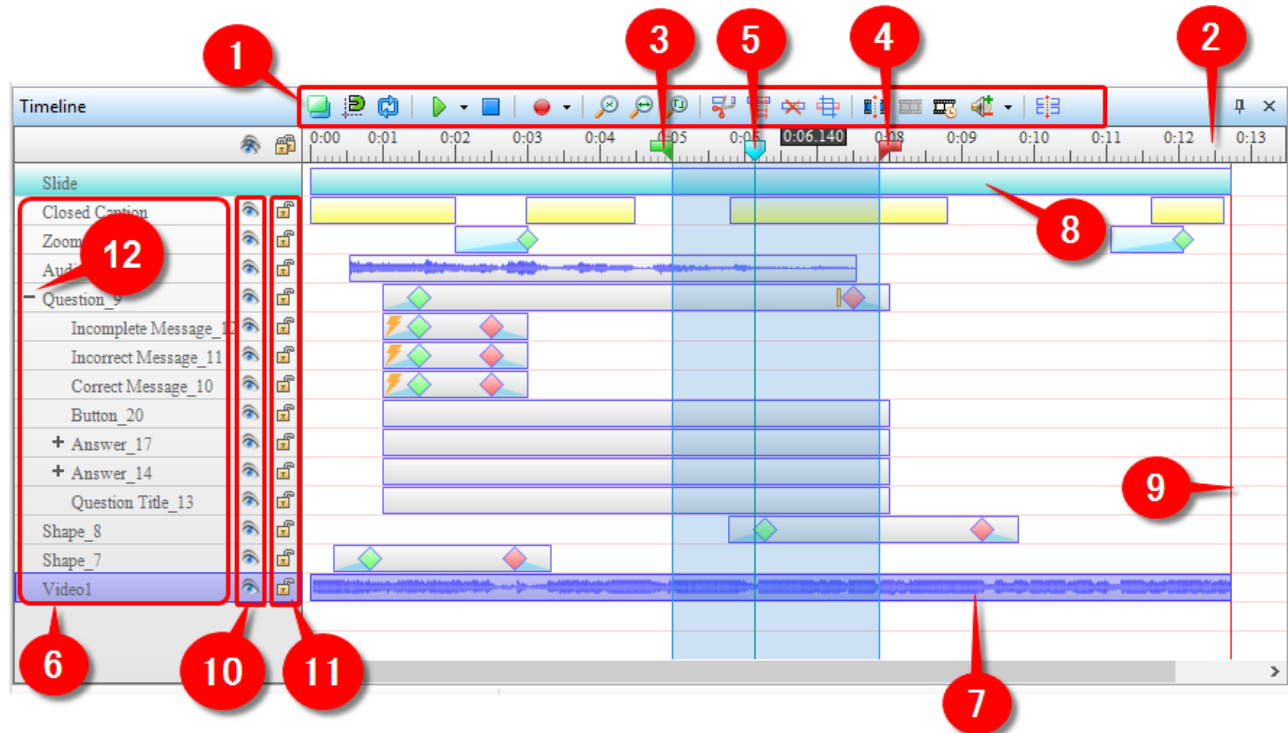 3 5 4 2
1
Timeline
0:00 0:01 0:02 0:03 0:04 0:05 0:06 0:06.140 0:08 0:09 0:10 0:11 0:12 0:13
Slide
Closed Caption
8
Zoom
12
Question_9
Incomplete Message_12
Incorrect Message_11
Correct Message_10
Button_20
Answer_17
Answer_14
9
Question Title_13
Shape_8
Shape_7
Video1
6 10 11
7